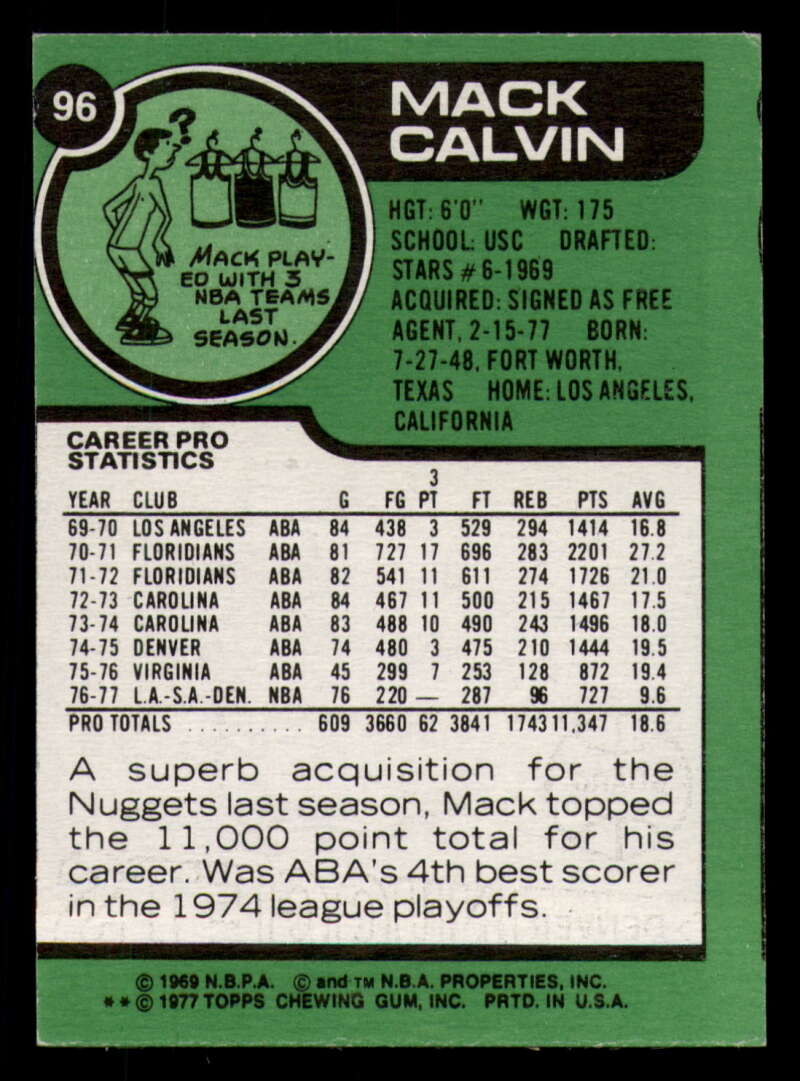 96
MACK
CALVIN
?
MACK PLAY-
ED WITH 3
NBA TEAMS
LAST
SEASON.
HGT: 6'0" WGT: 175
SCHOOL: USC DRAFTED:
STARS #6-1969
ACQUIRED: SIGNED AS FREE
AGENT, 2-15-77 BORN:
7-27-48, FORT WORTH,
TEXAS HOME: LOS ANGELES,
CALIFORNIA
CAREER PRO
STATISTICS
YEAR CLUB G FG 3 PT FT REB PTS AVG
69-70 LOS ANGELES ABA 84 438 3 529 294 1414 16.8
70-71 FLORIDIANS ABA 81 727 17 696 283 2201 27.2
71-72 FLORIDIANS ABA 82 541 11 611 274 1726 21.0
72-73 CAROLINA ABA 84 467 11 500 215 1467 17.5
73-74 CAROLINA ABA 83 488 10 490 243 1496 18.0
74-75 DENVER ABA 74 480 3 475 210 1444 19.5
75-76 VIRGINIA ABA 45 299 7 253 128 872 19.4
76-77 L.A.-S.A.-DEN. NBA 76 220 — 287 96 727 9.6
PRO TOTALS .......... 609 3660 62 3841 1743 11,347 18.6
A superb acquisition for the
Nuggets last season, Mack topped
the 11,000 point total for his
career. Was ABA's 4th best scorer
in the 1974 league playoffs.
© 1969 N.B.P.A. © and TM N.B.A. PROPERTIES, INC.
**© 1977 TOPPS CHEWING GUM, INC. PRTD. IN U.S.A.